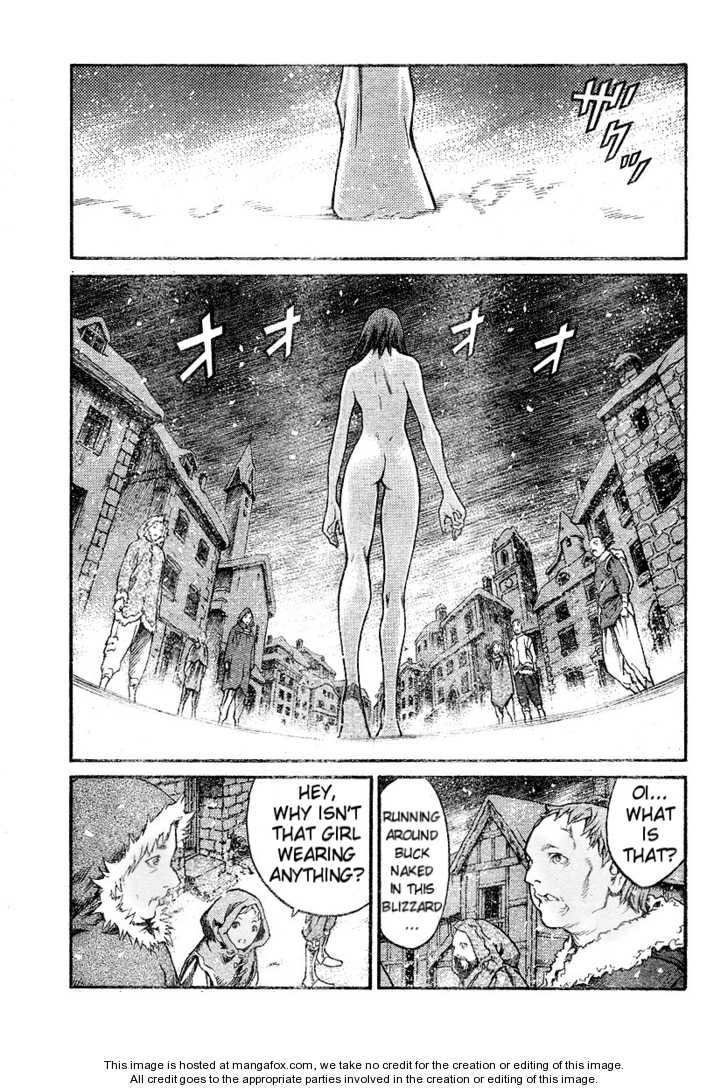 ザッ
グッ
オ
オ
オ
オ
OI...
WHAT
IS
THAT?
RUNNING
AROUND
BUCK
NAKED
IN THIS
BLIZZARD
...
HEY,
WHY ISN'T
THAT GIRL
WEARING
ANYTHING?
This image is hosted at mangafox.com, we take no credit for the creation or editing of this image.
All credit goes to the appropriate parties involved in the creation or editing of this image.